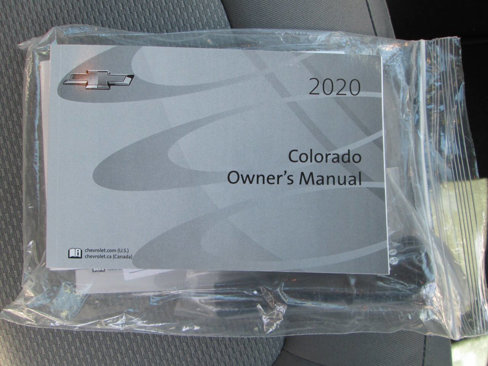 2020
Colorado
Owner's Manual
chevrolet.com (U.S.)
chevrolet.ca (Canada)